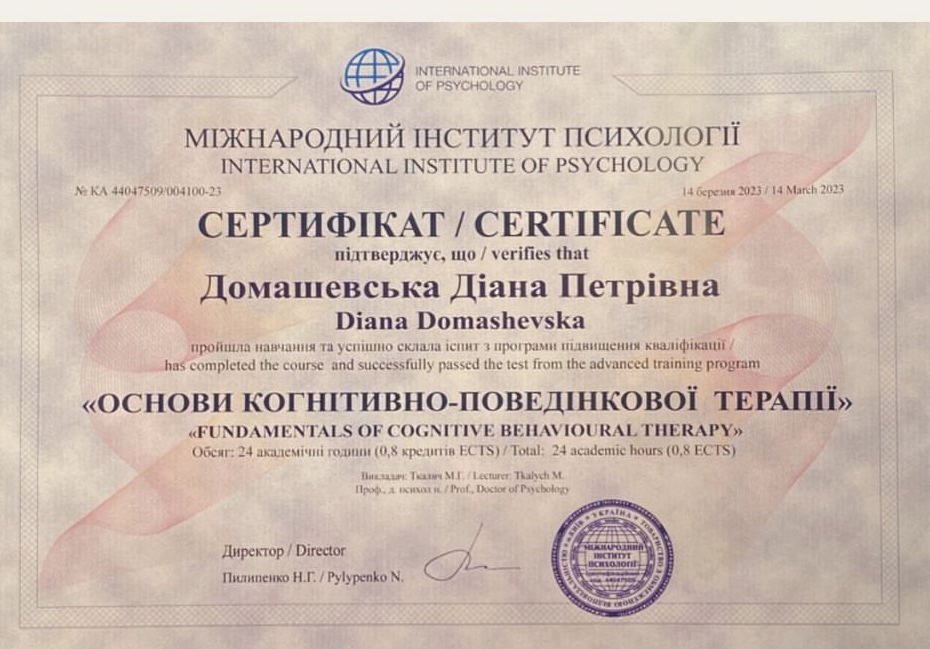 INTERNATIONAL INSTITUTE
OF PSYCHOLOGY
МІЖНАРОДНИЙ ІНСТИТУТ ПСИХОЛОГІЇ
INTERNATIONAL INSTITUTE OF PSYCHOLOGY
№ КА 44047509/004100-23
14 березня 2023 / 14 March 2023
СЕРТИФІКАТ / CERTIFICATE
підтверджує, що / verifies that
Домашевська Діана Петрівна
Diana Domashevska
пройшла навчання та успішно склала іспит з програми підвищення кваліфікації /
has completed the course and successfully passed the test from the advanced training program
«ОСНОВИ КОГНІТИВНО-ПОВЕДІНКОВОЇ ТЕРАПІЇ»
«FUNDAMENTALS OF COGNITIVE BEHAVIOURAL THERAPY»
Обсяг: 24 академічні години (0,8 кредитів ECTS) / Total: 24 academic hours (0,8 ECTS)
Викладач: Ткалич М.Г. / Lecturer: Tkalych M.
Проф., д. психол н. / Prof., Doctor of Psychology
Директор / Director
Пилипенко Н.Г. / Pylypenko N.
УКРАЇНА
МІЖНАРОДНИЙ
ІНСТИТУТ
ПСИХОЛОГІЇ
44047509